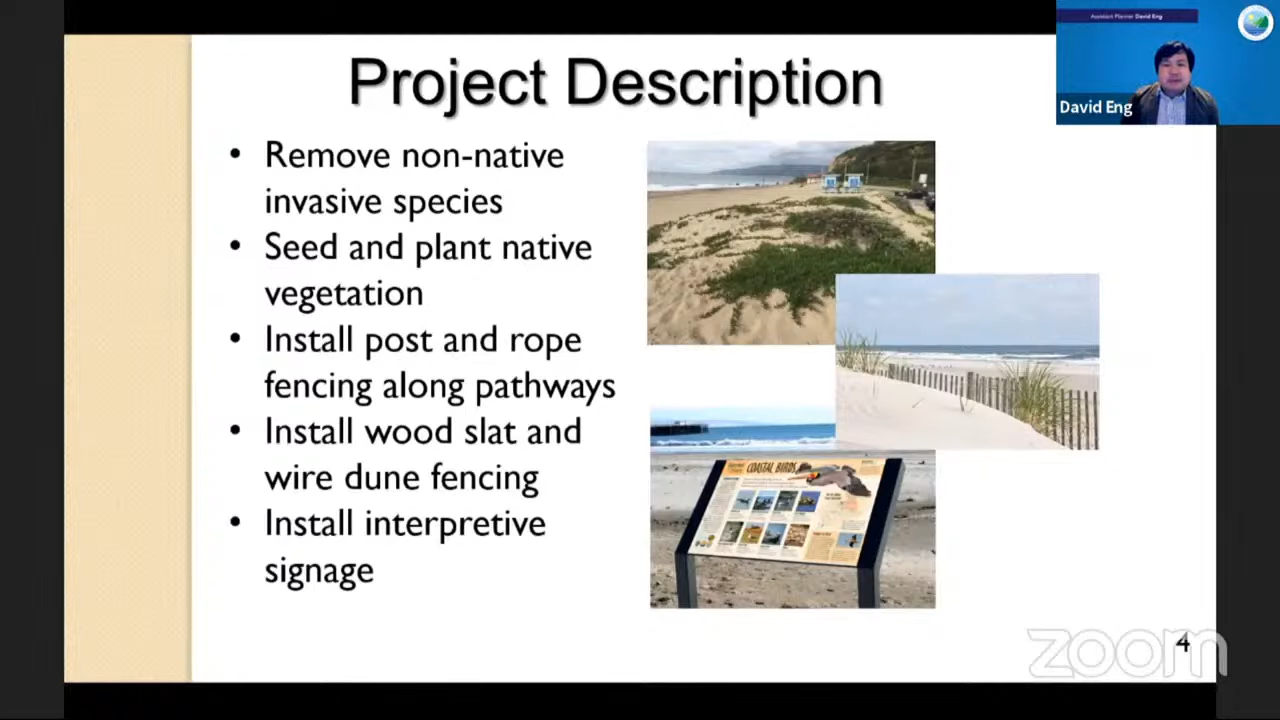 Project Description
• Remove non-native
invasive species
• Seed and plant native
vegetation
• Install post and rope
fencing along pathways
• Install wood slat and
wire dune fencing
• Install interpretive
signage
COASTAL BIRDS
Assistant Planner David Eng
David Eng
4
zoom